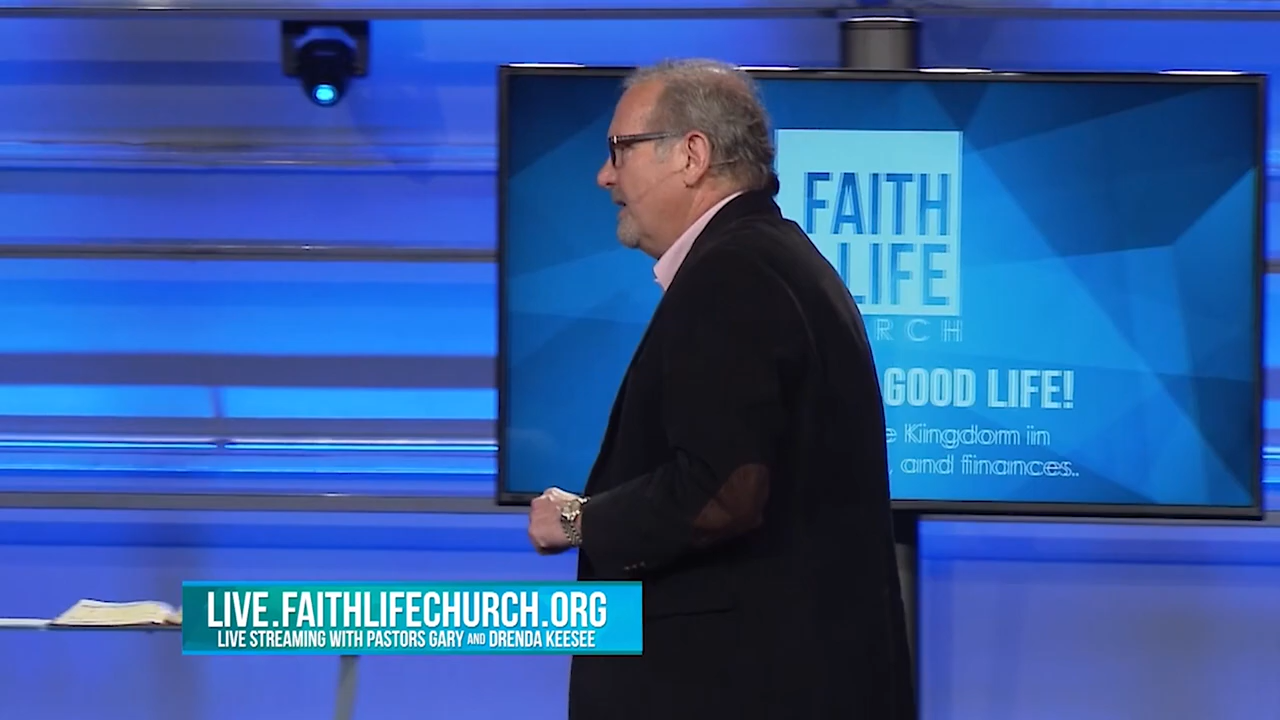 FAITH
LIFE
RCH
GOOD LIFE!
e Kingdom in
, and finances.
LIVE.FAITHLIFECHURCH.ORG
LIVE STREAMING WITH PASTORS GARY AND DRENDA KEESEE